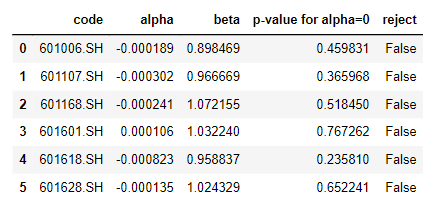 code alpha beta p-value for alpha=0 reject
0 601006.SH -0.000189 0.898469 0.459831 False
1 601107.SH -0.000302 0.966669 0.365968 False
2 601168.SH -0.000241 1.072155 0.518450 False
3 601601.SH 0.000106 1.032240 0.767262 False
4 601618.SH -0.000823 0.958837 0.235810 False
5 601628.SH -0.000135 1.024329 0.652241 False